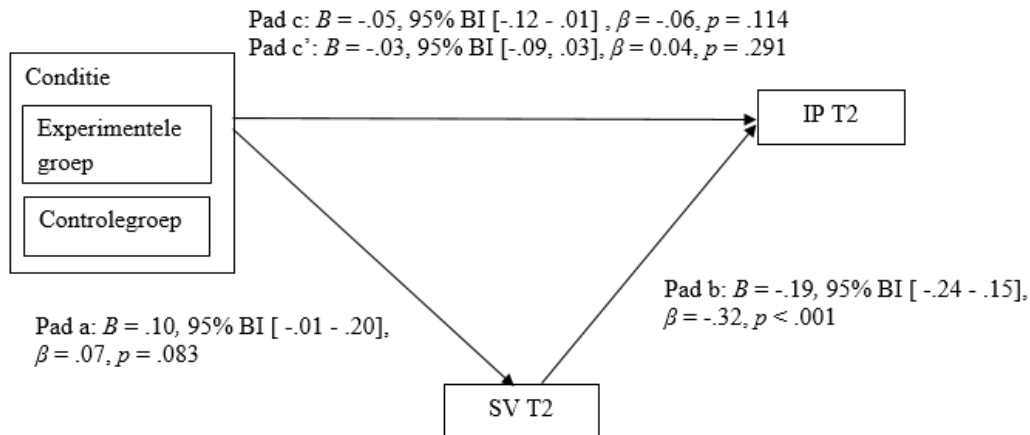 Pad c: B = -.05, 95% BI [-.12 - .01] , β = -.06, p = .114
Pad c’: B = -.03, 95% BI [-.09, .03], β = 0.04, p = .291
Conditie
Experimentele
groep
Controlegroep
IP T2
Pad b: B = -.19, 95% BI [ -.24 - .15],
β = -.32, p < .001
Pad a: B = .10, 95% BI [ -.01 - .20],
β = .07, p = .083
SV T2